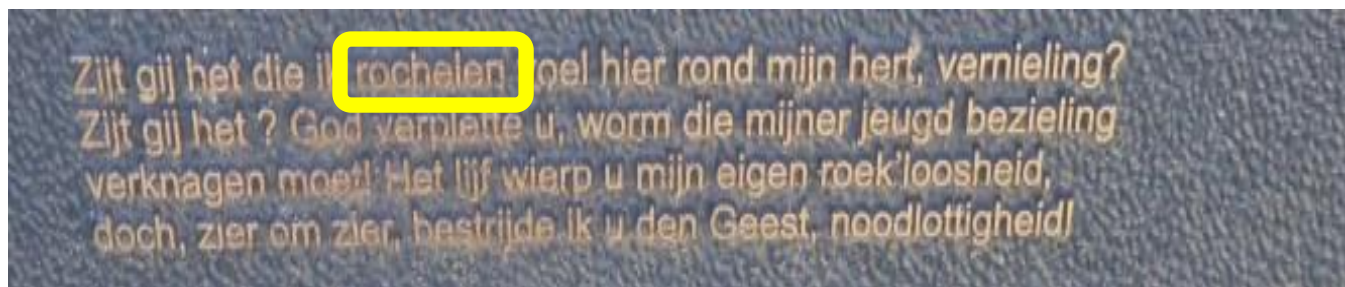 Zijt gij het die ik rochelen voel hier rond mijn hert, vernieling?
Zijt gij het ? God verplette u, worm die mijner jeugd bezieling
verknagen moet! Het lijf wierp u mijn eigen roek'loosheid,
doch, zier om zier, bestrijde ik u den Geest, noodlottigheid!